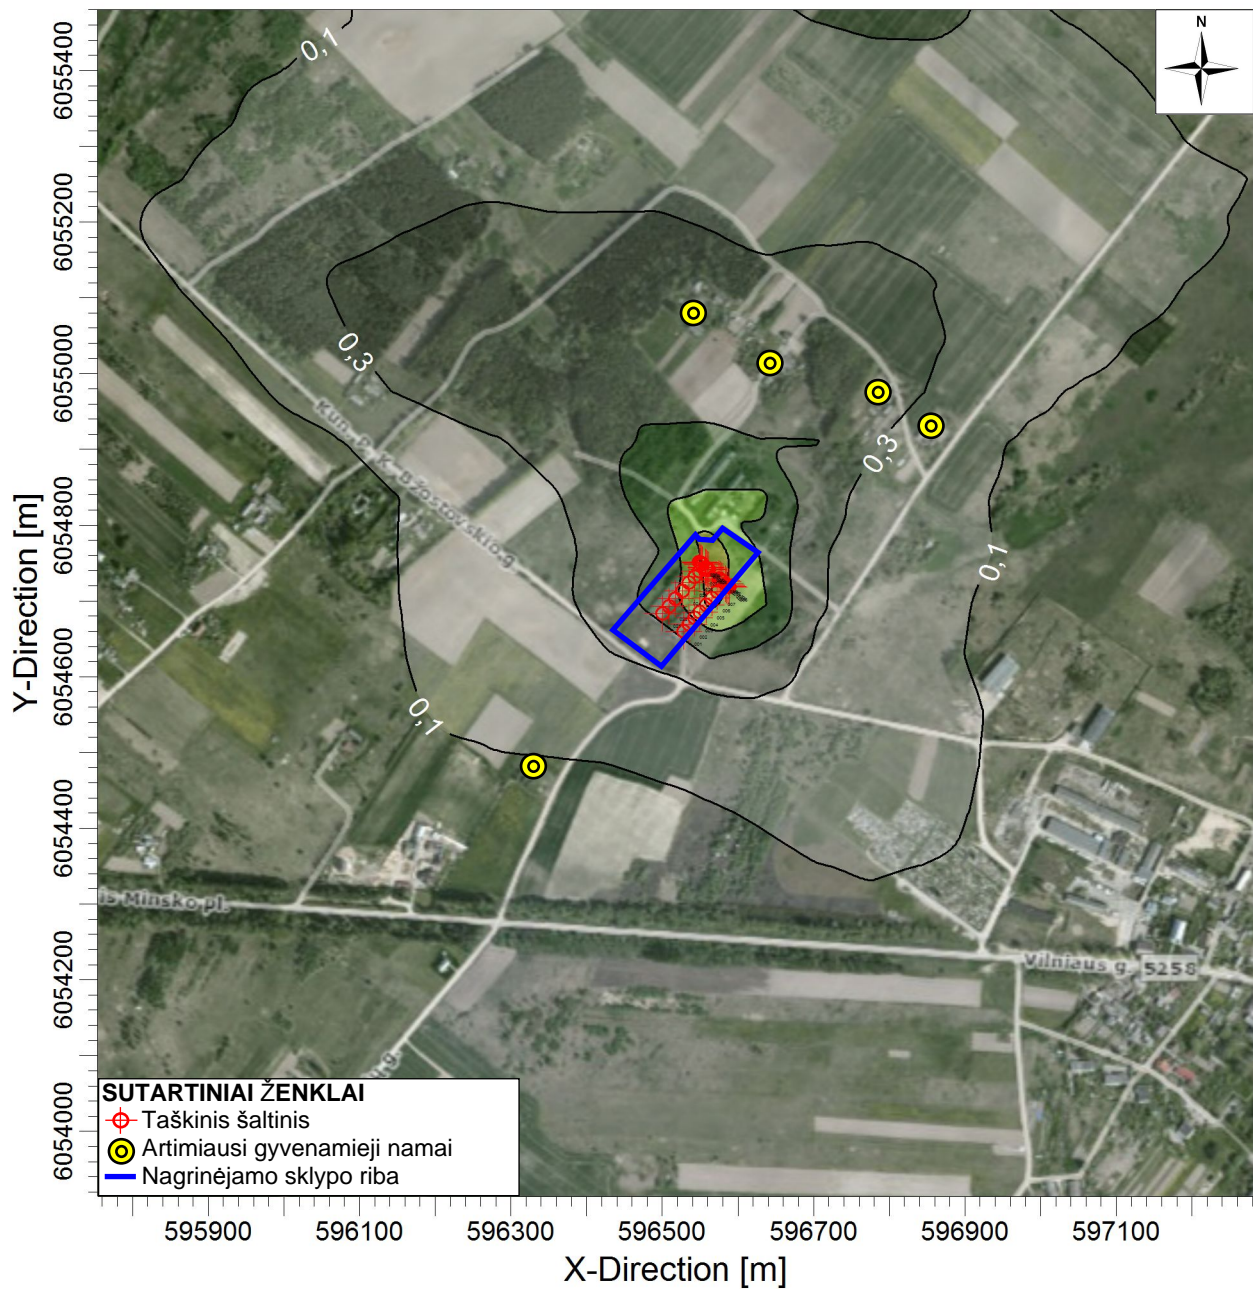 N
0,1
0,3
0,3
0,1
0,1
Kun. P. K. Bžostovskio g.
is Minsko pl.
Vilniaus g. 5258
g.
SUTARTINIAI ŽENKLAI
Taškinis šaltinis
Artimiausi gyvenamieji namai
Nagrinėjamo sklypo riba
Y-Direction [m]
6055400
6055200
6055000
6054800
6054600
6054400
6054200
6054000
595900 596100 596300 596500 596700 596900 597100
X-Direction [m]